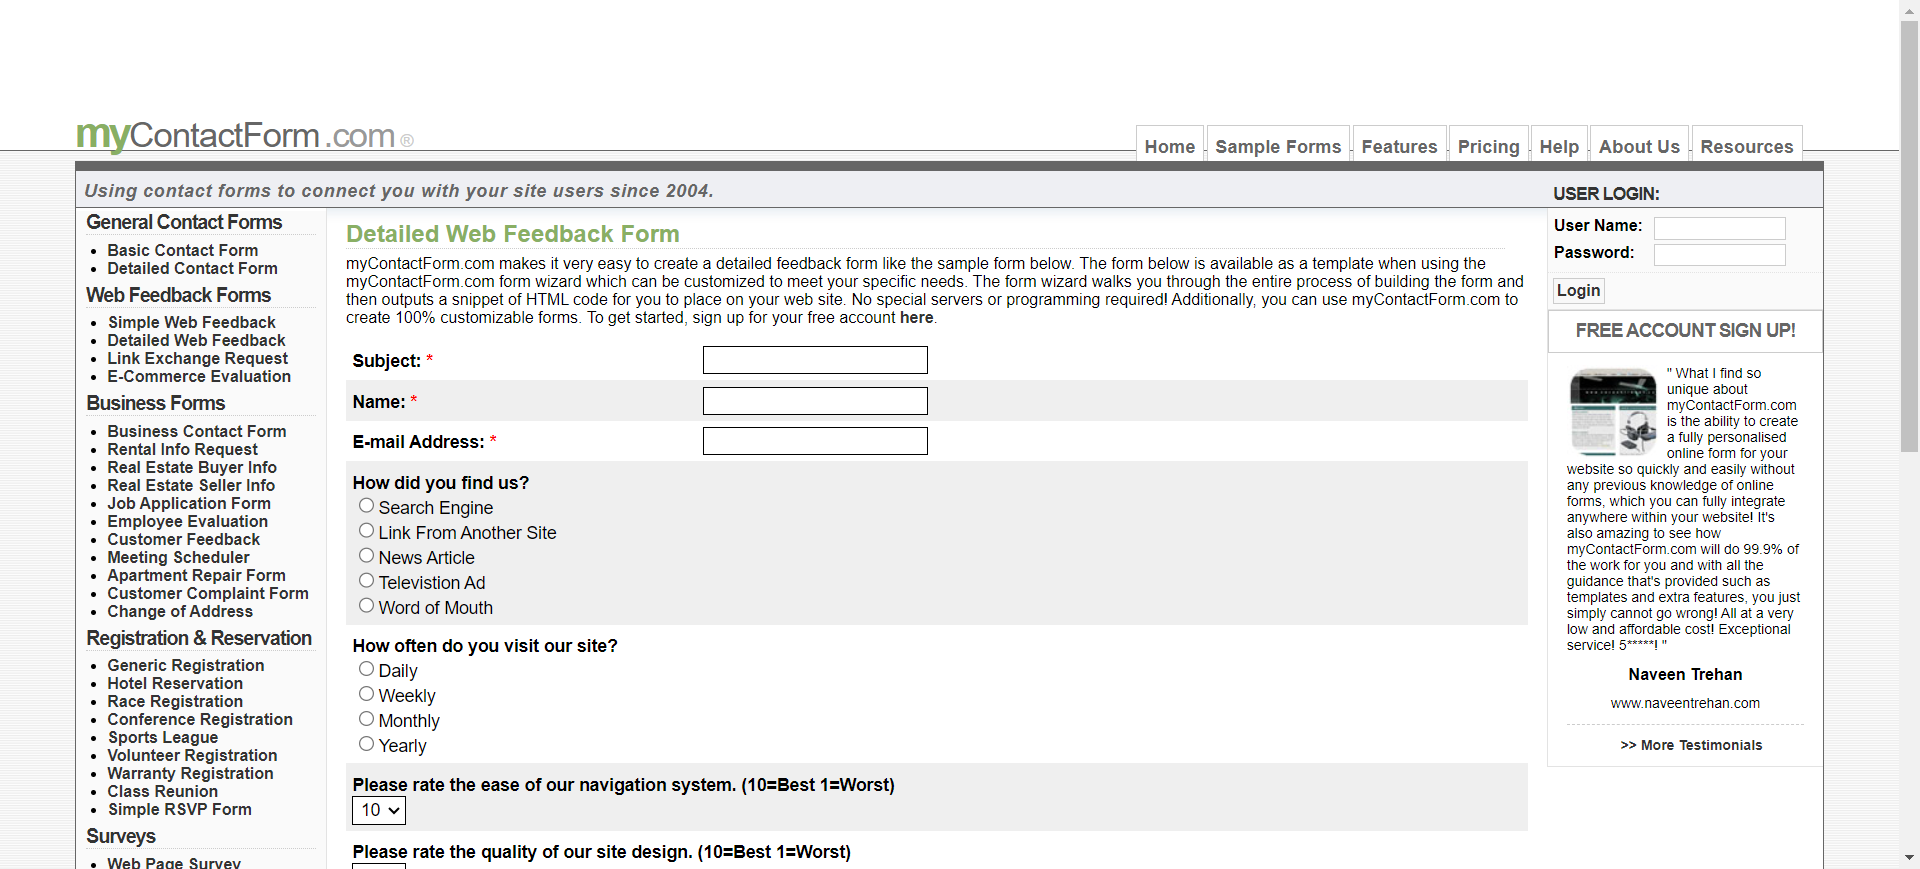 myContactForm.com®
Home
Sample Forms
Features
Pricing
Help
About Us
Resources
Using contact forms to connect you with your site users since 2004.
General Contact Forms
Basic Contact Form
Detailed Contact Form
Web Feedback Forms
Simple Web Feedback
Detailed Web Feedback
Link Exchange Request
E-Commerce Evaluation
Business Forms
Business Contact Form
Rental Info Request
Real Estate Buyer Info
Real Estate Seller Info
Job Application Form
Employee Evaluation
Customer Feedback
Meeting Scheduler
Apartment Repair Form
Customer Complaint Form
Change of Address
Registration & Reservation
Generic Registration
Hotel Reservation
Race Registration
Conference Registration
Sports League
Volunteer Registration
Warranty Registration
Class Reunion
Simple RSVP Form
Surveys
Web Page Survey
Detailed Web Feedback Form
myContactForm.com makes it very easy to create a detailed feedback form like the sample form below. The form below is available as a template when using the
myContactForm.com form wizard which can be customized to meet your specific needs. The form wizard walks you through the entire process of building the form and
then outputs a snippet of HTML code for you to place on your web site. No special servers or programming required! Additionally, you can use myContactForm.com to
create 100% customizable forms. To get started, sign up for your free account here.
Subject: *
Name: *
E-mail Address: *
How did you find us?
Search Engine
Link From Another Site
News Article
Televistion Ad
Word of Mouth
How often do you visit our site?
Daily
Weekly
Monthly
Yearly
Please rate the ease of our navigation system. (10=Best 1=Worst)
10
Please rate the quality of our site design. (10=Best 1=Worst)
USER LOGIN:
User Name:
Password:
Login
FREE ACCOUNT SIGN UP!
" What I find so
unique about
myContactForm.com
is the ability to create
a fully personalised
online form for your
website so quickly and easily without
any previous knowledge of online
forms, which you can fully integrate
anywhere within your website! It's
also amazing to see how
myContactForm.com will do 99.9% of
the work for you and with all the
guidance that's provided such as
templates and extra features, you just
simply cannot go wrong! All at a very
low and affordable cost! Exceptional
service! 5*****! "
Naveen Trehan
www.naveentrehan.com
>> More Testimonials